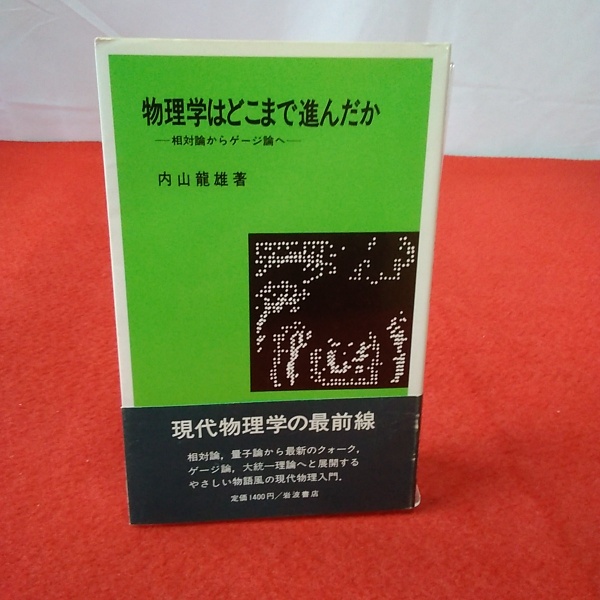 物理学はどこまで進んだか
──相対論からゲージ論へ──
内山龍雄著
現代物理学の最前線
相対論，量子論から最新のクォーク，
ゲージ論，大統一理論へと展開する
やさしい物語風の現代物理入門．
定価1400円／岩波書店